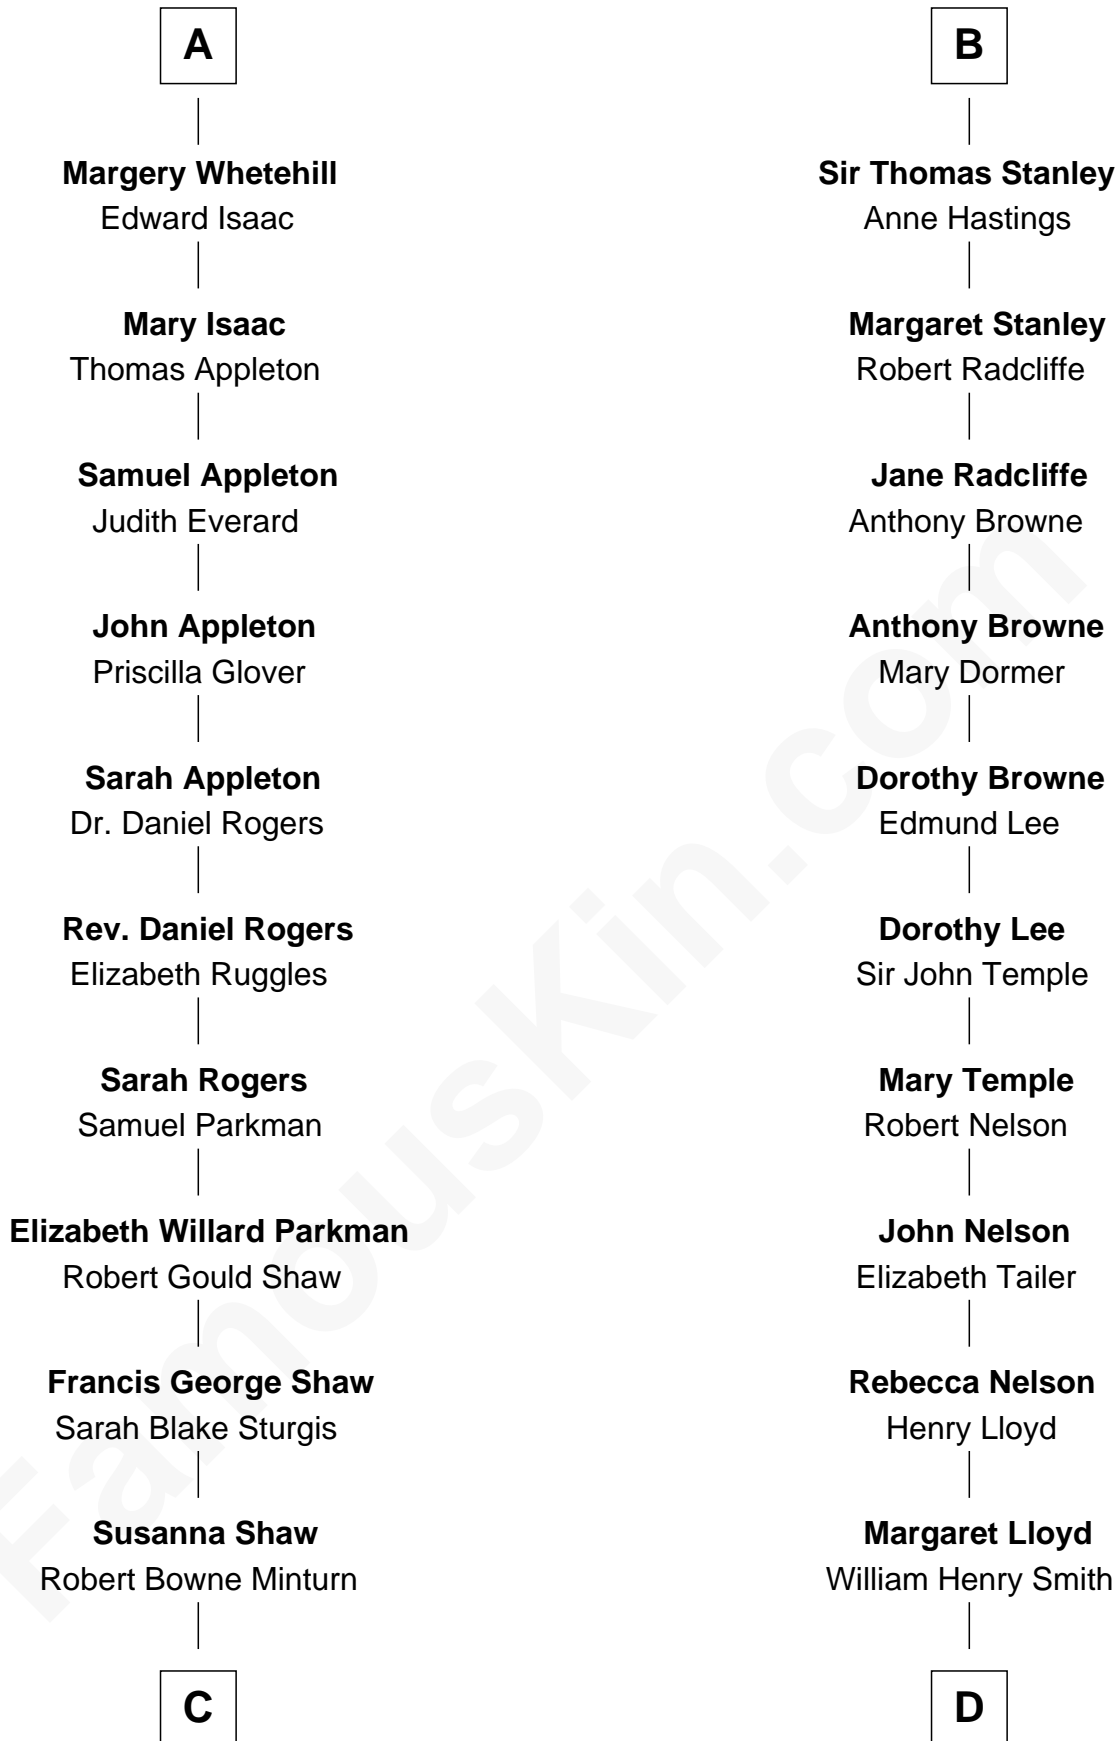 A
Margery Whetehill
Edward Isaac
Mary Isaac
Thomas Appleton
Samuel Appleton
Judith Everard
John Appleton
Priscilla Glover
Sarah Appleton
Dr. Daniel Rogers
Rev. Daniel Rogers
Elizabeth Ruggles
Sarah Rogers
Samuel Parkman
Elizabeth Willard Parkman
Robert Gould Shaw
Francis George Shaw
Sarah Blake Sturgis
Susanna Shaw
Robert Bowne Minturn
C
B
Sir Thomas Stanley
Anne Hastings
Margaret Stanley
Robert Radcliffe
Jane Radcliffe
Anthony Browne
Anthony Browne
Mary Dormer
Dorothy Browne
Edmund Lee
Dorothy Lee
Sir John Temple
Mary Temple
Robert Nelson
John Nelson
Elizabeth Tailer
Rebecca Nelson
Henry Lloyd
Margaret Lloyd
William Henry Smith
D
FamousKin.com